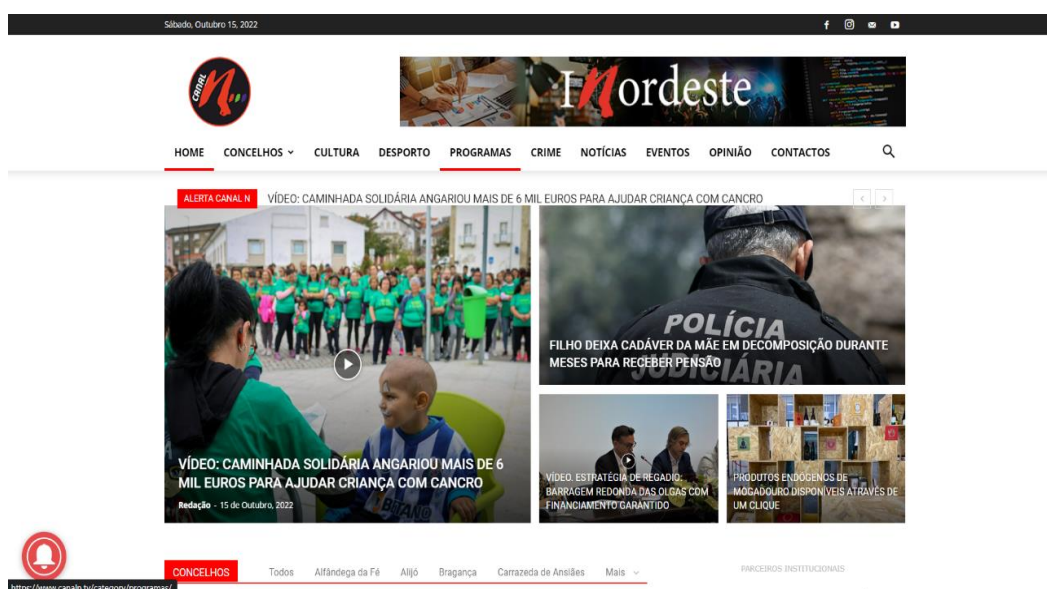 Sábado, Outubro 15, 2022
CANAL
N...
INordeste
HOME CONCELHOS CULTURA DESPORTO PROGRAMAS CRIME NOTÍCIAS EVENTOS OPINIÃO CONTACTOS
ALERTA CANAL N VÍDEO: CAMINHADA SOLIDÁRIA ANGARIOU MAIS DE 6 MIL EUROS PARA AJUDAR CRIANÇA COM CANCRO
VÍDEO: CAMINHADA SOLIDÁRIA ANGARIOU MAIS DE 6
MIL EUROS PARA AJUDAR CRIANÇA COM CANCRO
Redação - 15 de Outubro, 2022
BETANO
POLÍCIA
JUDICIÁRIA
FILHO DEIXA CADÁVER DA MÃE EM DECOMPOSIÇÃO DURANTE
MESES PARA RECEBER PENSÃO
VÍDEO. ESTRATÉGIA DE REGADIO:
BARRAGEM REDONDA DAS OLGAS COM
FINANCIAMENTO GARANTIDO
PRODUTOS ENDÓGENOS DE
MOGADOURO DISPONÍVEIS ATRAVÉS DE
UM CLIQUE
CONCELHOS Todos Alfândega da Fé Alijó Bragança Carrazeda de Ansiães Mais
PARCEIROS INSTITUCIONAIS
https://www.canaln.tv/category/programas/